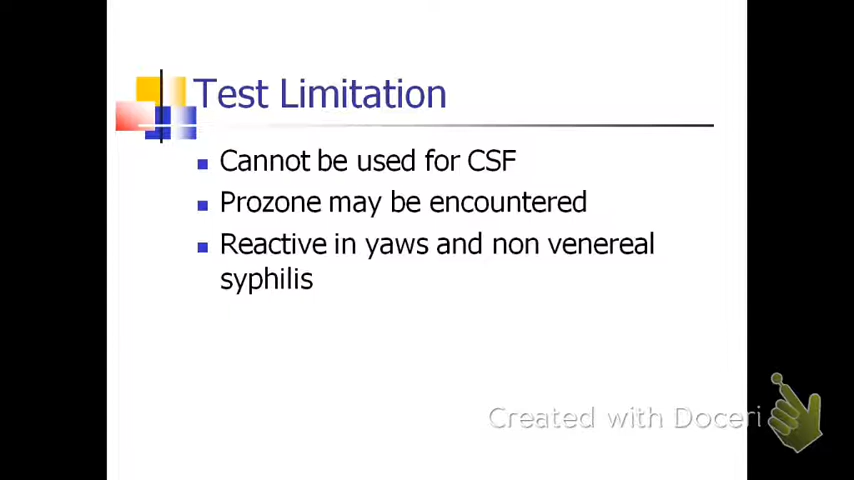 Test Limitation
Cannot be used for CSF
Prozone may be encountered
Reactive in yaws and non venereal
syphilis
Created with Doceri